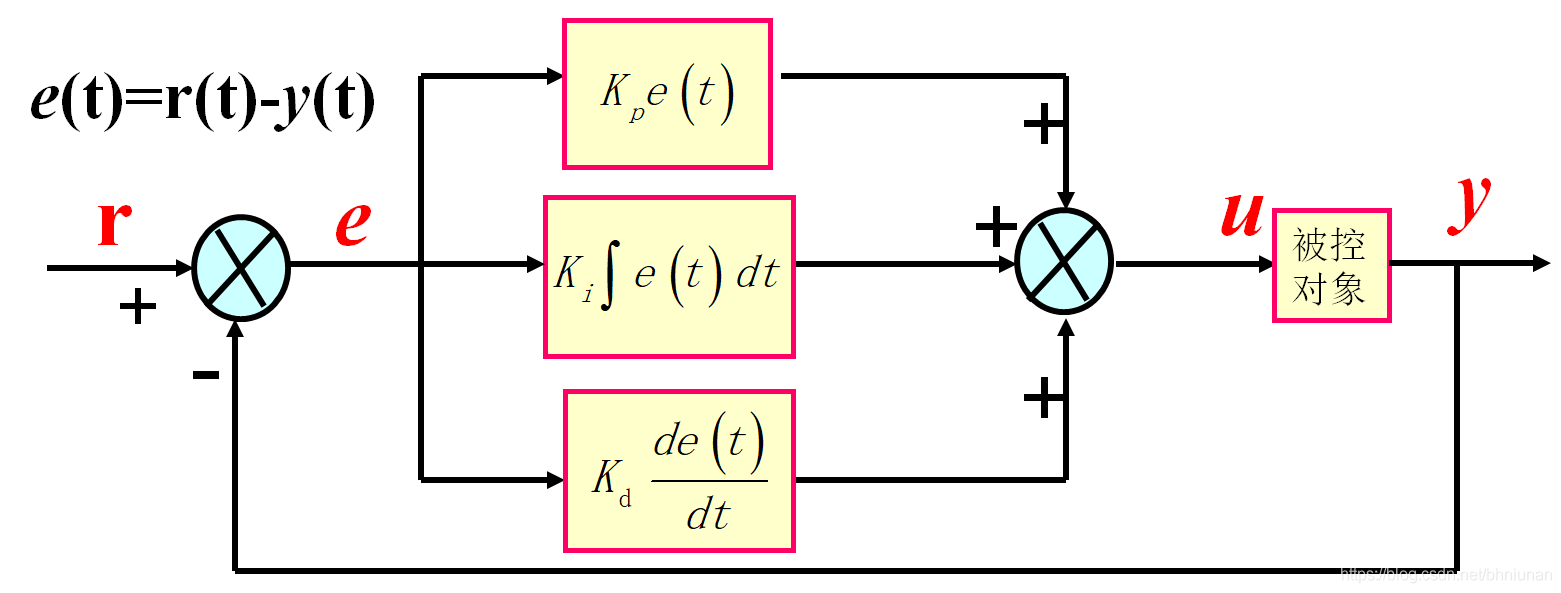 e(t)=r(t)-y(t)
K_p e(t)
+
r
e
+
u
y
K_i ∫ e(t) dt
被控
对象
+
-
+
K_d de(t)/dt
https://blog.csdn.net/bhniunan